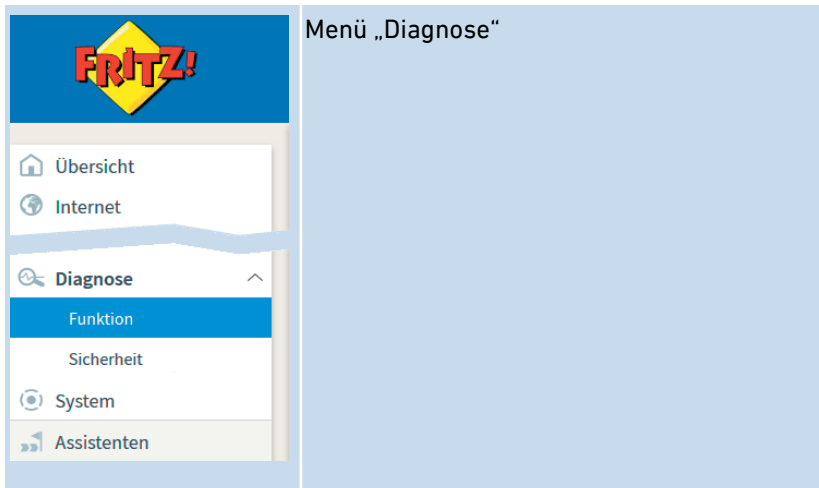 FRITZ!
Menü „Diagnose“
Übersicht
Internet
Diagnose
Funktion
Sicherheit
System
Assistenten